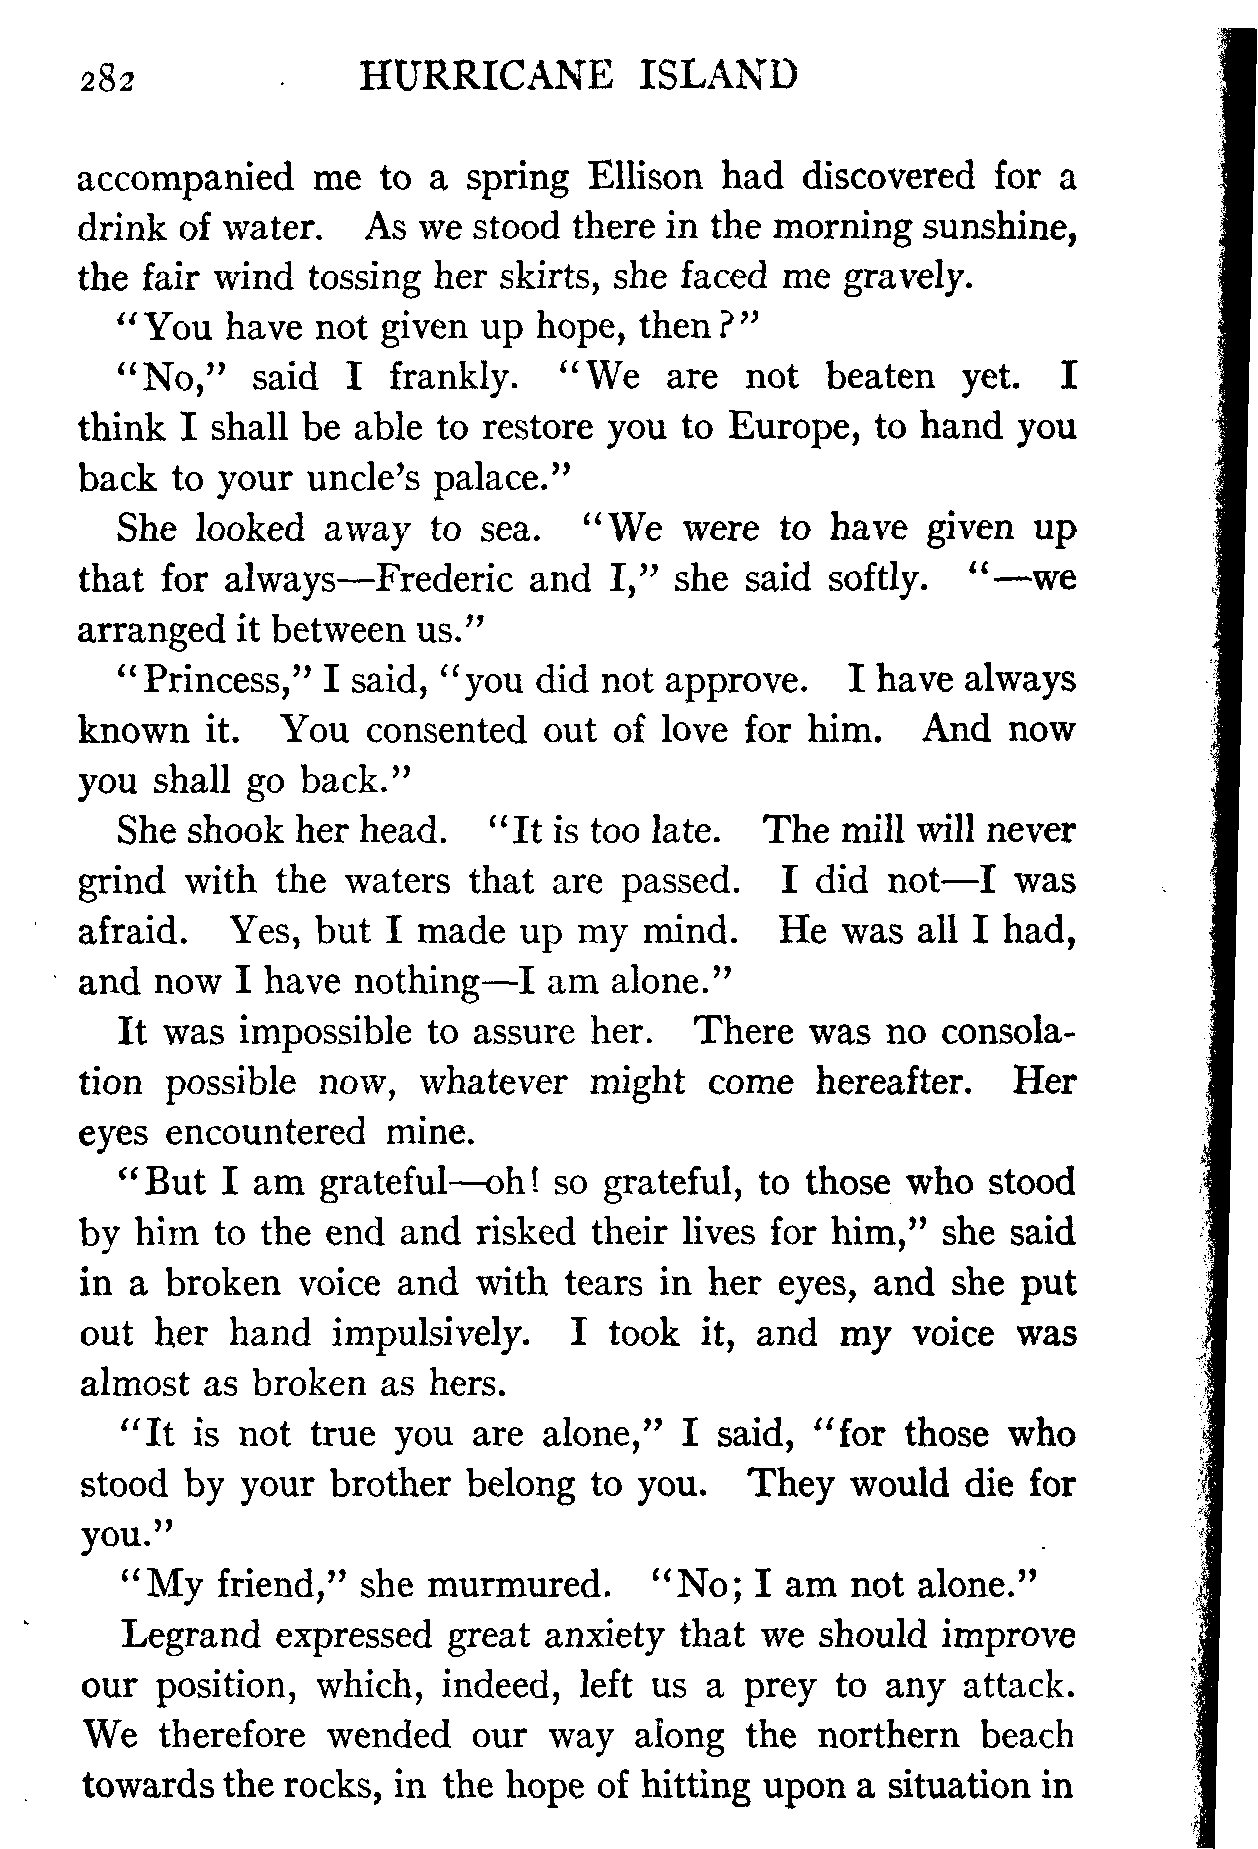 282 HURRICANE ISLAND
accompanied me to a spring Ellison had discovered for a
drink of water. As we stood there in the morning sunshine,
the fair wind tossing her skirts, she faced me gravely.
“You have not given up hope, then?”
“No,” said I frankly. “We are not beaten yet. I
think I shall be able to restore you to Europe, to hand you
back to your uncle’s palace.”
She looked away to sea. “We were to have given up
that for always—Frederic and I,” she said softly. “—we
arranged it between us.”
“Princess,” I said, “you did not approve. I have always
known it. You consented out of love for him. And now
you shall go back.”
She shook her head. “It is too late. The mill will never
grind with the waters that are passed. I did not—I was
afraid. Yes, but I made up my mind. He was all I had,
and now I have nothing—I am alone.”
It was impossible to assure her. There was no consola-
tion possible now, whatever might come hereafter. Her
eyes encountered mine.
“But I am grateful—oh! so grateful, to those who stood
by him to the end and risked their lives for him,” she said
in a broken voice and with tears in her eyes, and she put
out her hand impulsively. I took it, and my voice was
almost as broken as hers.
“It is not true you are alone,” I said, “for those who
stood by your brother belong to you. They would die for
you.”
“My friend,” she murmured. “No; I am not alone.”
Legrand expressed great anxiety that we should improve
our position, which, indeed, left us a prey to any attack.
We therefore wended our way along the northern beach
towards the rocks, in the hope of hitting upon a situation in